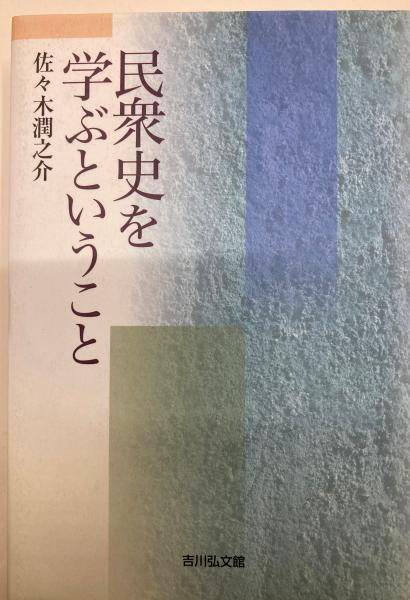 民衆史を
学ぶということ
佐々木潤之介
吉川弘文館